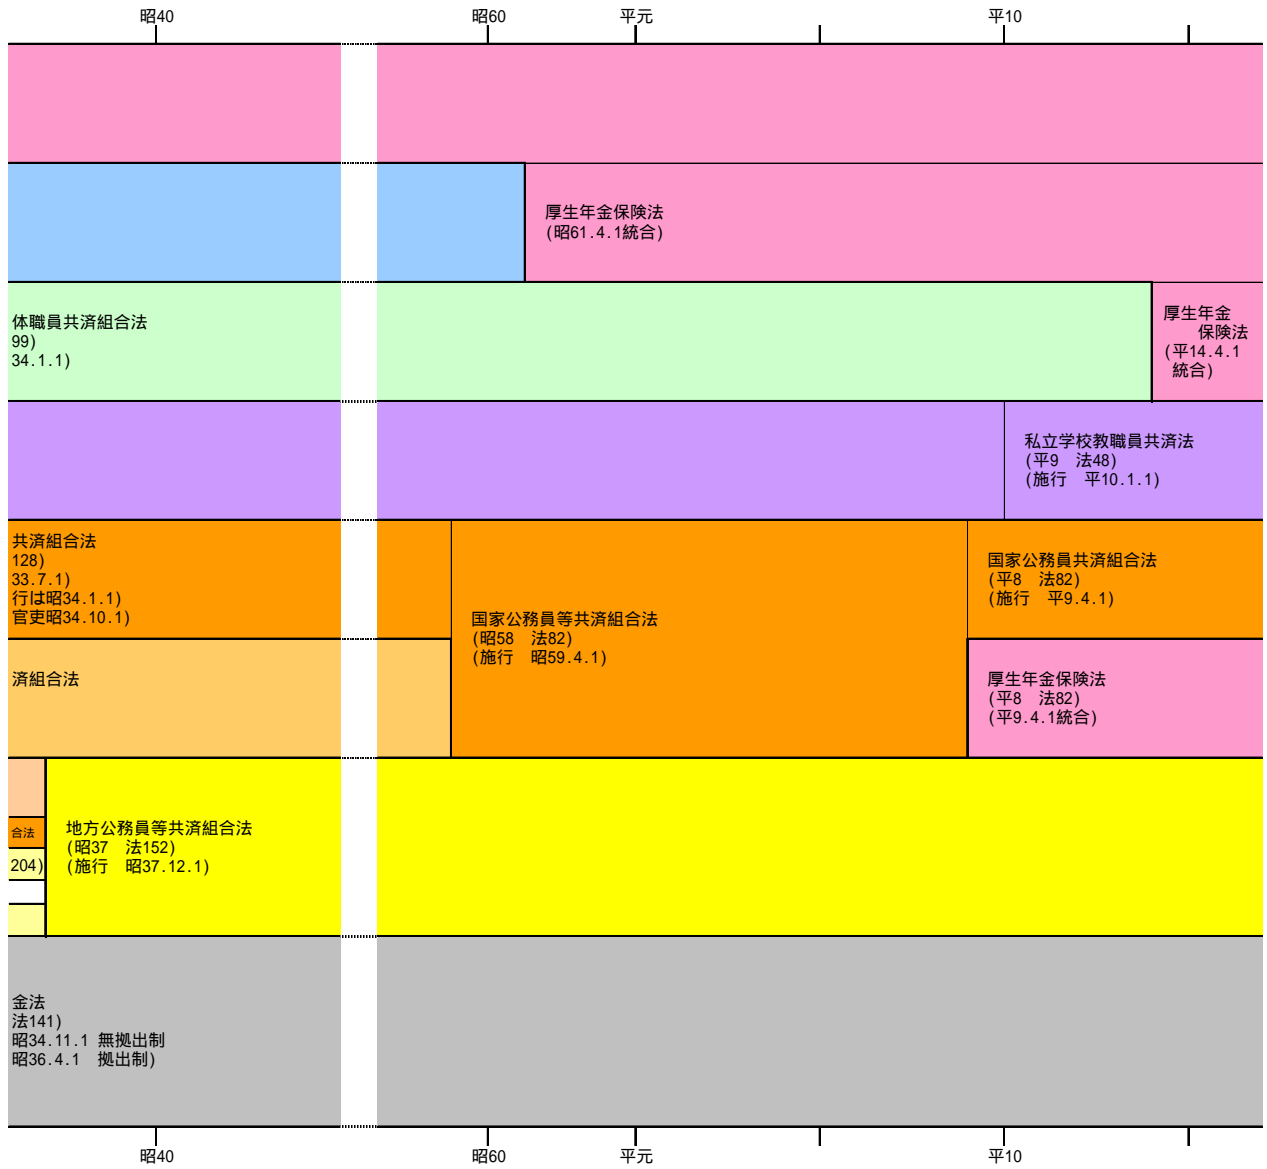 昭40 昭60 平元 平10
厚生年金保険法
(昭61.4.1統合)
体職員共済組合法
99)
34.1.1)
厚生年金
保険法
(平14.4.1
統合)
私立学校教職員共済法
(平9　法48)
(施行　平10.1.1)
共済組合法
128)
33.7.1)
行は昭34.1.1)
官吏昭34.10.1)
国家公務員等共済組合法
(昭58　法82)
(施行　昭59.4.1)
国家公務員共済組合法
(平8　法82)
(施行　平9.4.1)
済組合法
厚生年金保険法
(平8　法82)
(平9.4.1統合)
合法
204)
地方公務員等共済組合法
(昭37　法152)
(施行　昭37.12.1)
金法
法141)
昭34.11.1 無拠出制
昭36.4.1　拠出制)
昭40 昭60 平元 平10